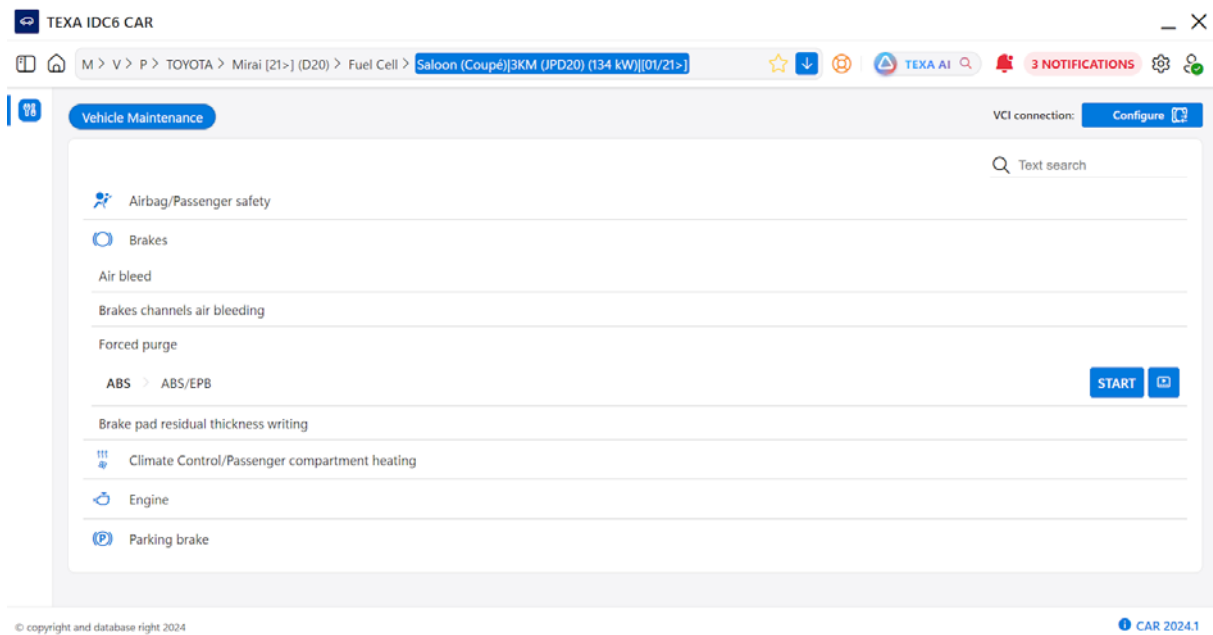 TEXA IDC6 CAR
M > V > P > TOYOTA > Mirai [21>] (D20) > Fuel Cell > Saloon (Coupé)|3KM (JPD20) (134 kW)|[01/21>] TEXA AI 3 NOTIFICATIONS
Vehicle Maintenance VCI connection: Configure
Text search
Airbag/Passenger safety
Brakes
Air bleed
Brakes channels air bleeding
Forced purge
ABS > ABS/EPB START
Brake pad residual thickness writing
Climate Control/Passenger compartment heating
Engine
Parking brake
© copyright and database right 2024 CAR 2024.1